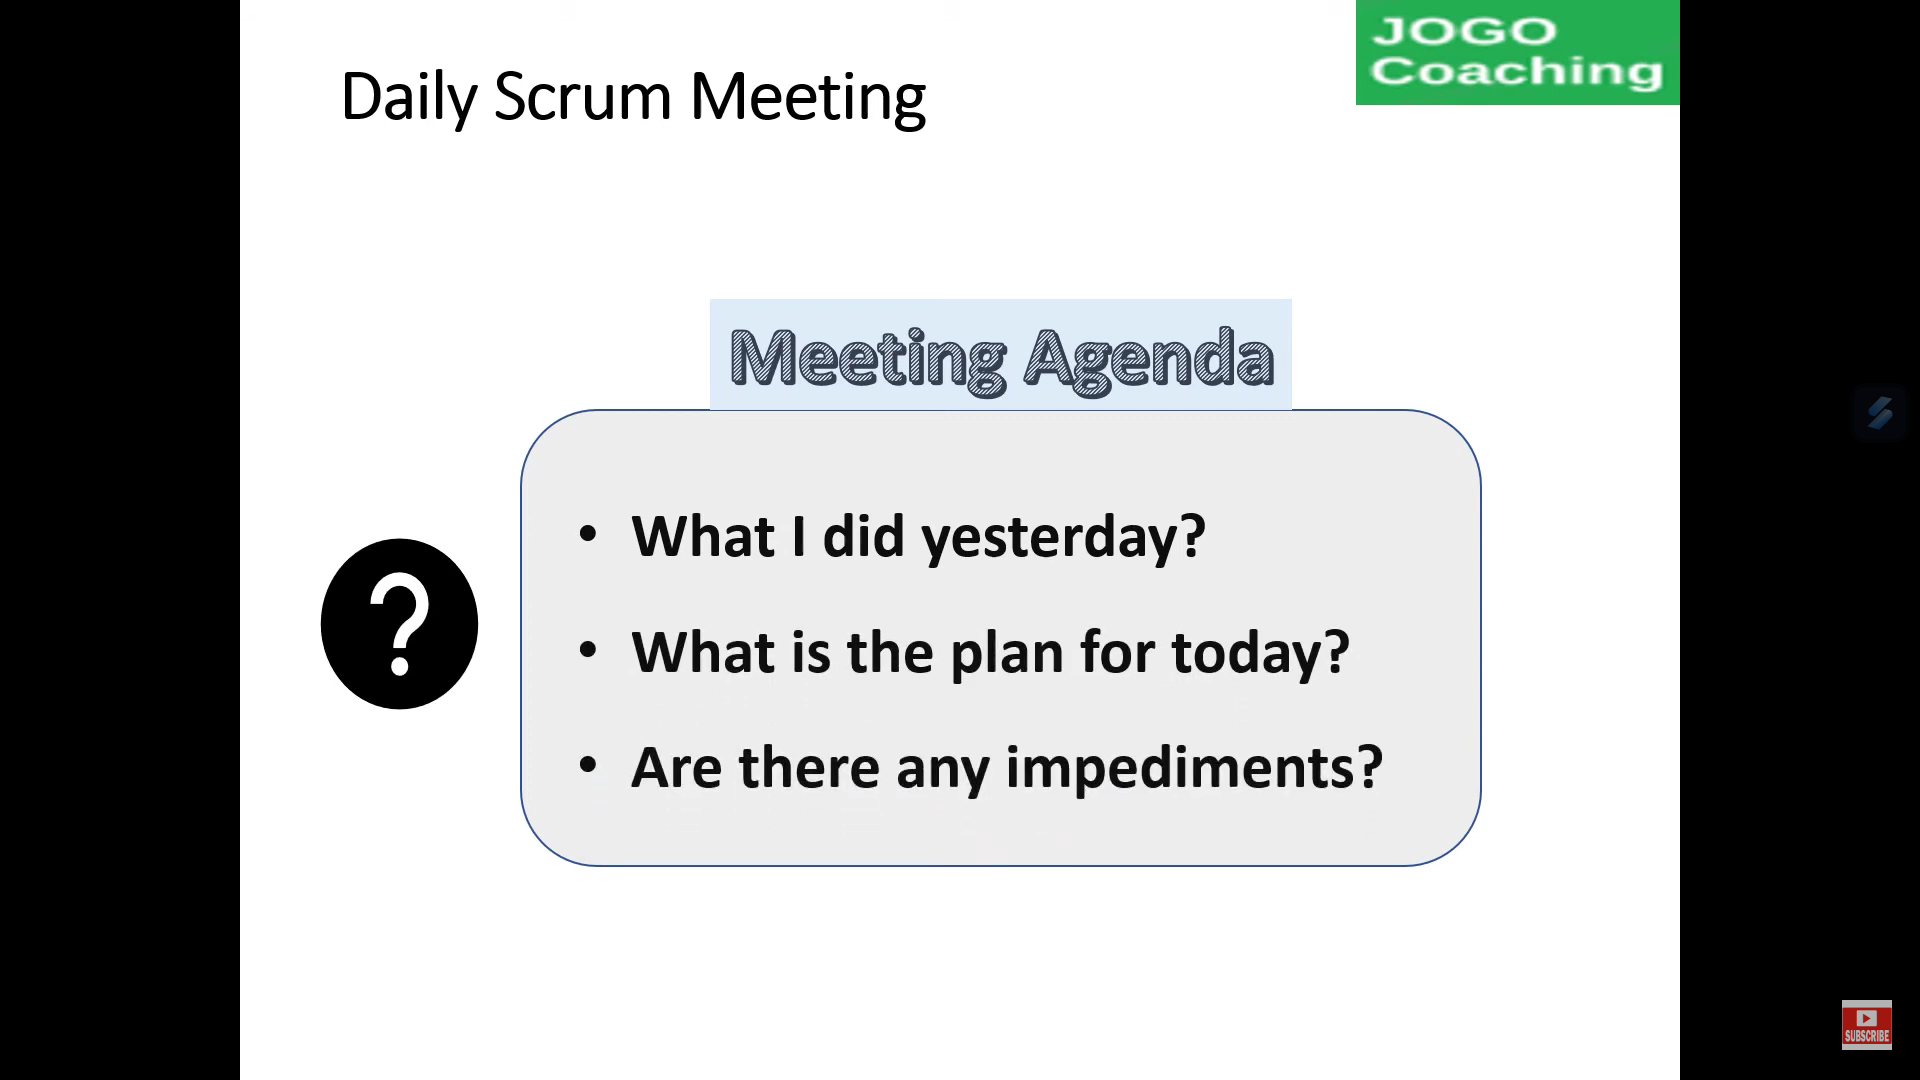 JOGO
Coaching
Daily Scrum Meeting
Meeting Agenda
• What I did yesterday?
• What is the plan for today?
• Are there any impediments?
SUBSCRIBE